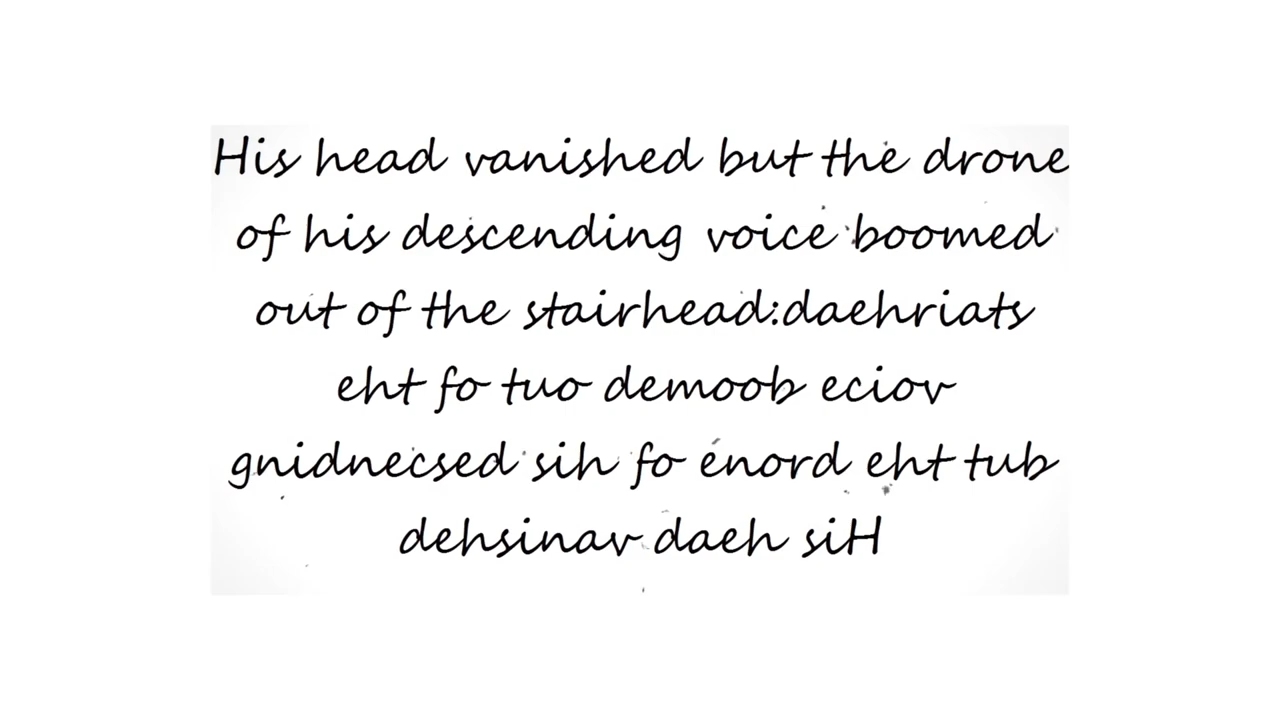 His head vanished but the drone
of his descending voice boomed
out of the stairhead:daehriats
eht fo tuo demoob eciov
gnidnecsed sih fo enord eht tub
dehsinav daeh siH